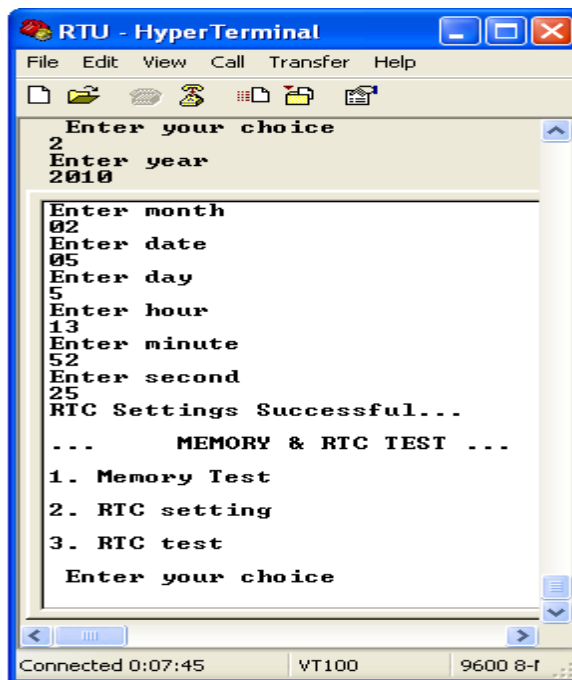 RTU - HyperTerminal
File Edit View Call Transfer Help
Enter your choice
2
Enter year
2010
Enter month
02
Enter date
05
Enter day
5
Enter hour
13
Enter minute
52
Enter second
25
RTC Settings Successful...
... MEMORY & RTC TEST ...
1. Memory Test
2. RTC setting
3. RTC test
Enter your choice
Connected 0:07:45 VT100 9600